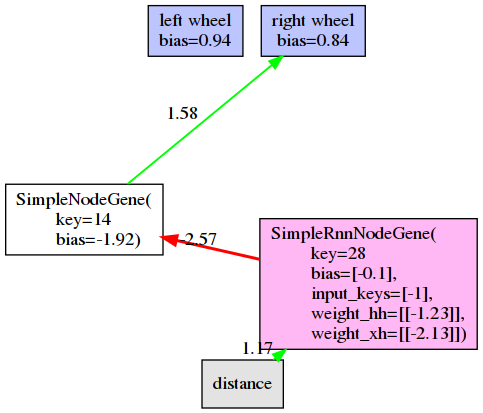 left wheel
bias=0.94
right wheel
bias=0.84
1.58
SimpleNodeGene(
key=14
bias=-1.92)
-2.57
SimpleRnnNodeGene(
key=28
bias=[-0.1],
input_keys=[-1],
weight_hh=[[-1.23]],
weight_xh=[[-2.13]])
1.17
distance